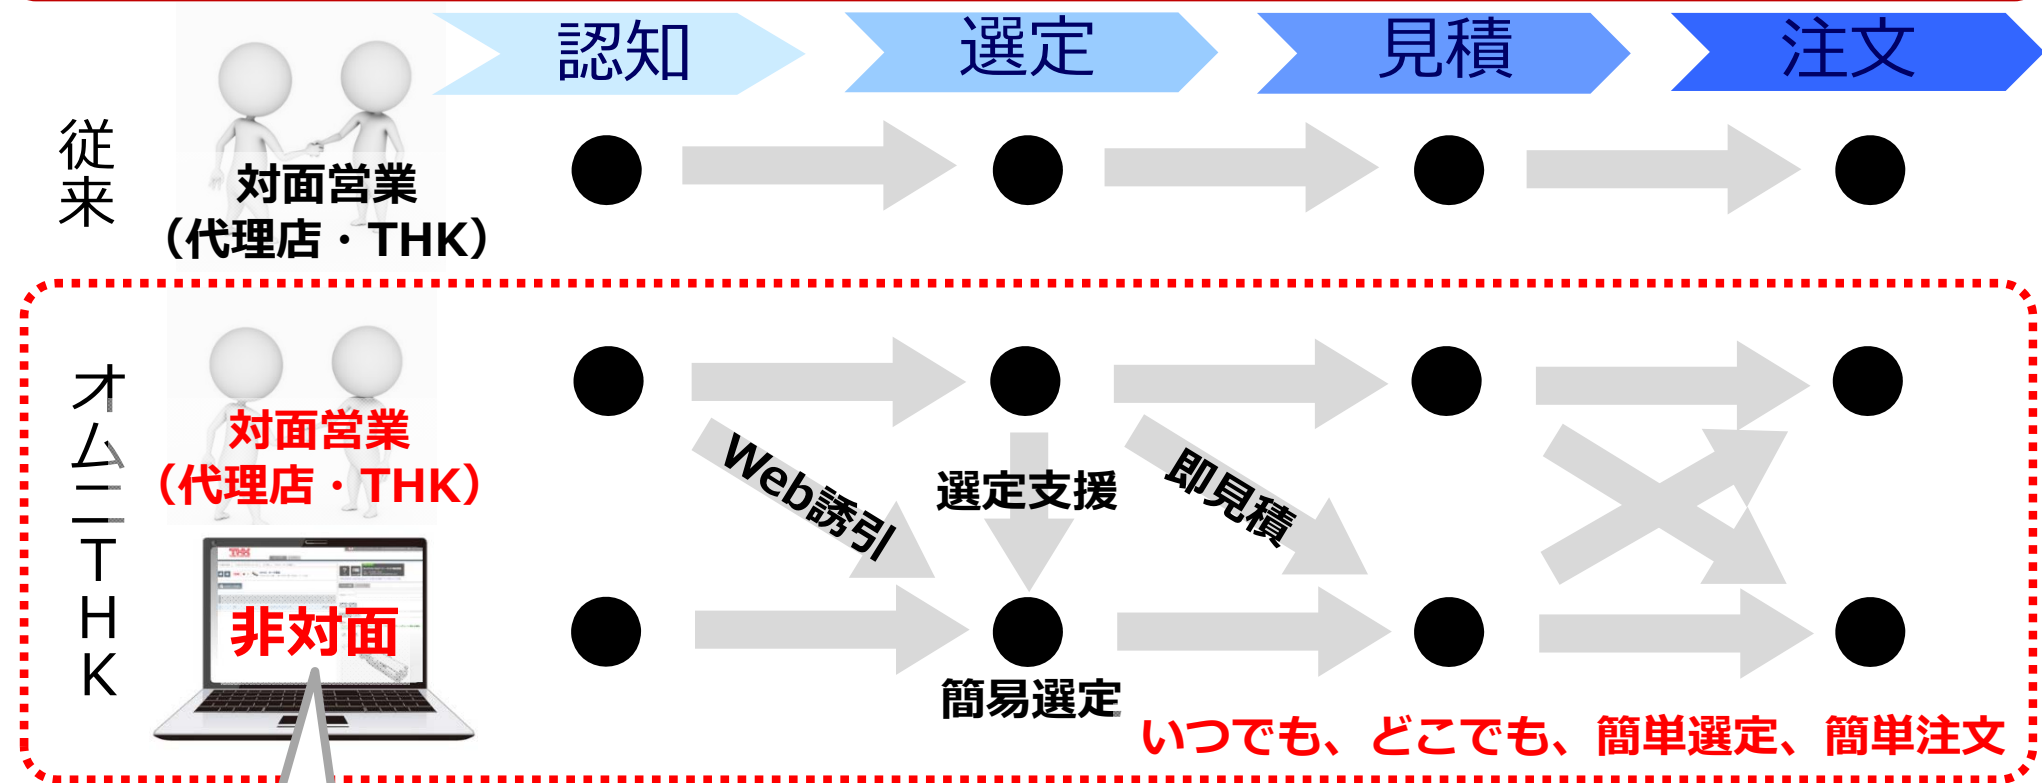 認知
選定
見積
注文
従来
対面営業
（代理店・THK）
オムニTHK
対面営業
（代理店・THK）
Web誘引
選定支援
即見積
THK
非対面
簡易選定
いつでも、どこでも、簡単選定、簡単注文